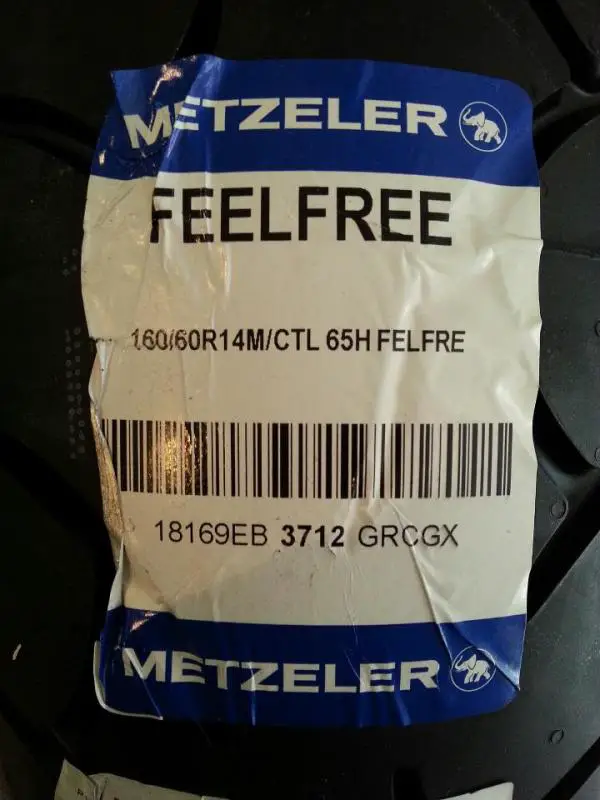 METZELER
FEELFREE
160/60R14M/CTL 65H FELFRE
18169EB 3712 GRCGX
METZELER